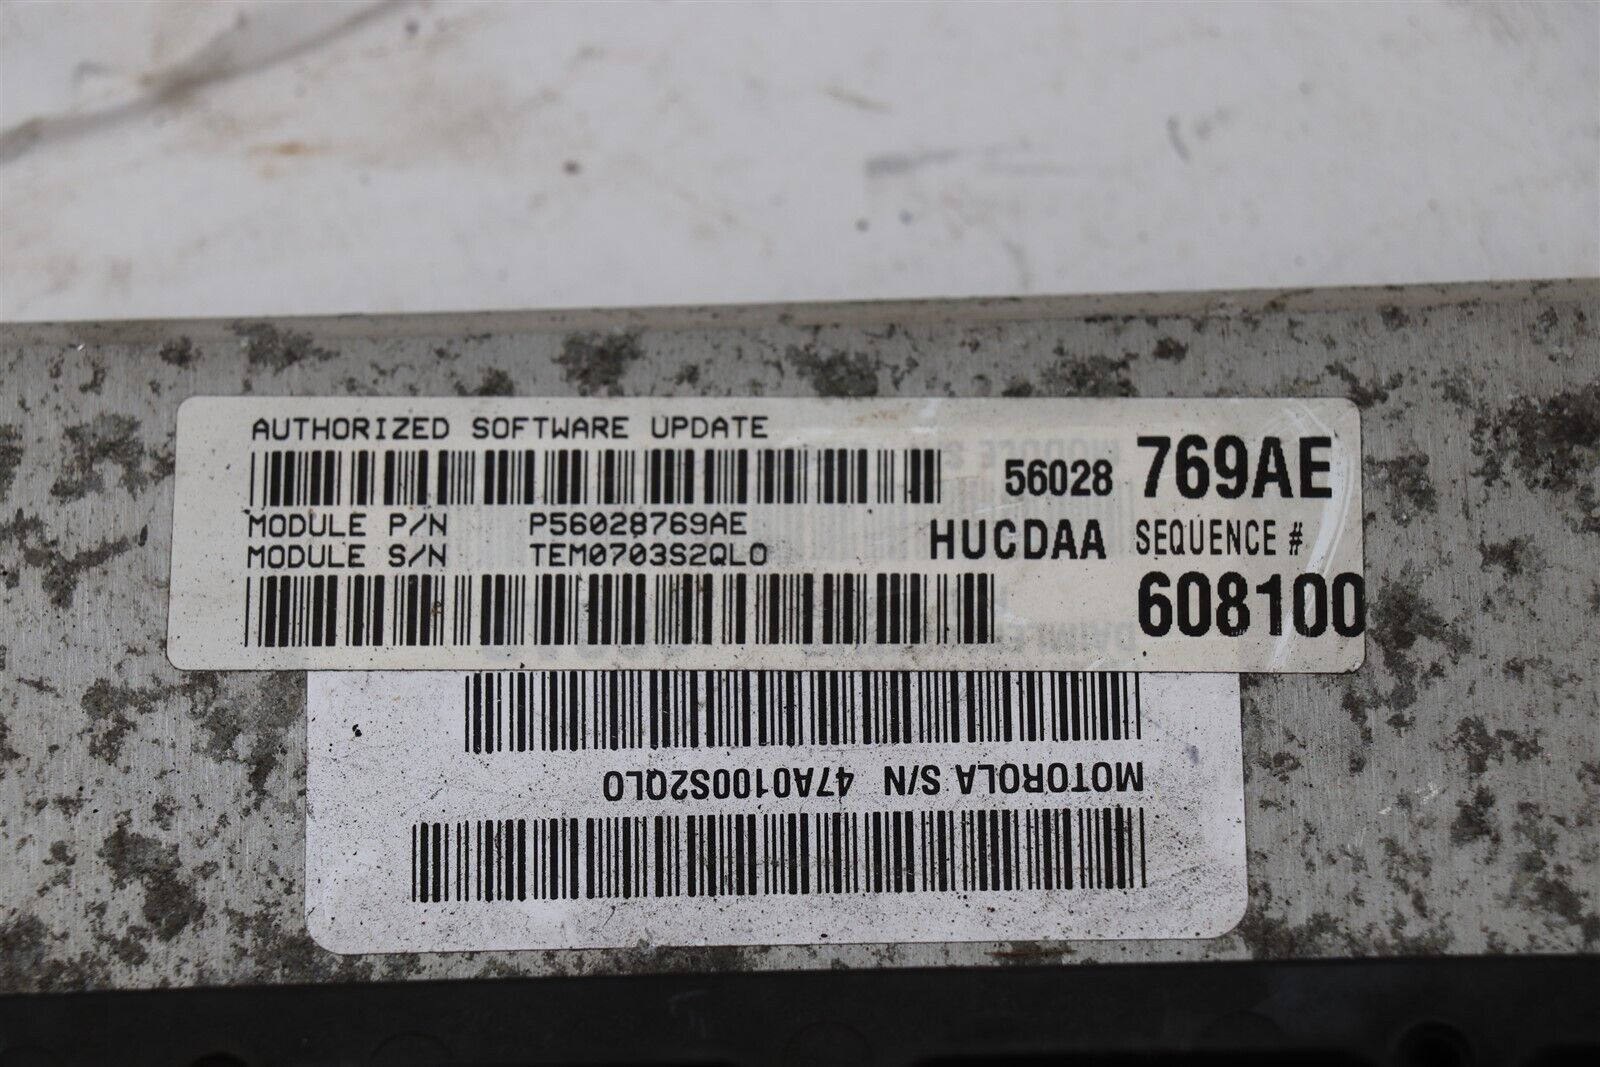 AUTHORIZED SOFTWARE UPDATE
56028 769AE
MODULE P/N P56028769AE
MODULE S/N TEM0703S2QL0
HUCDAA SEQUENCE #
608100
MOTOROLA S/N 47A0100S2QL0